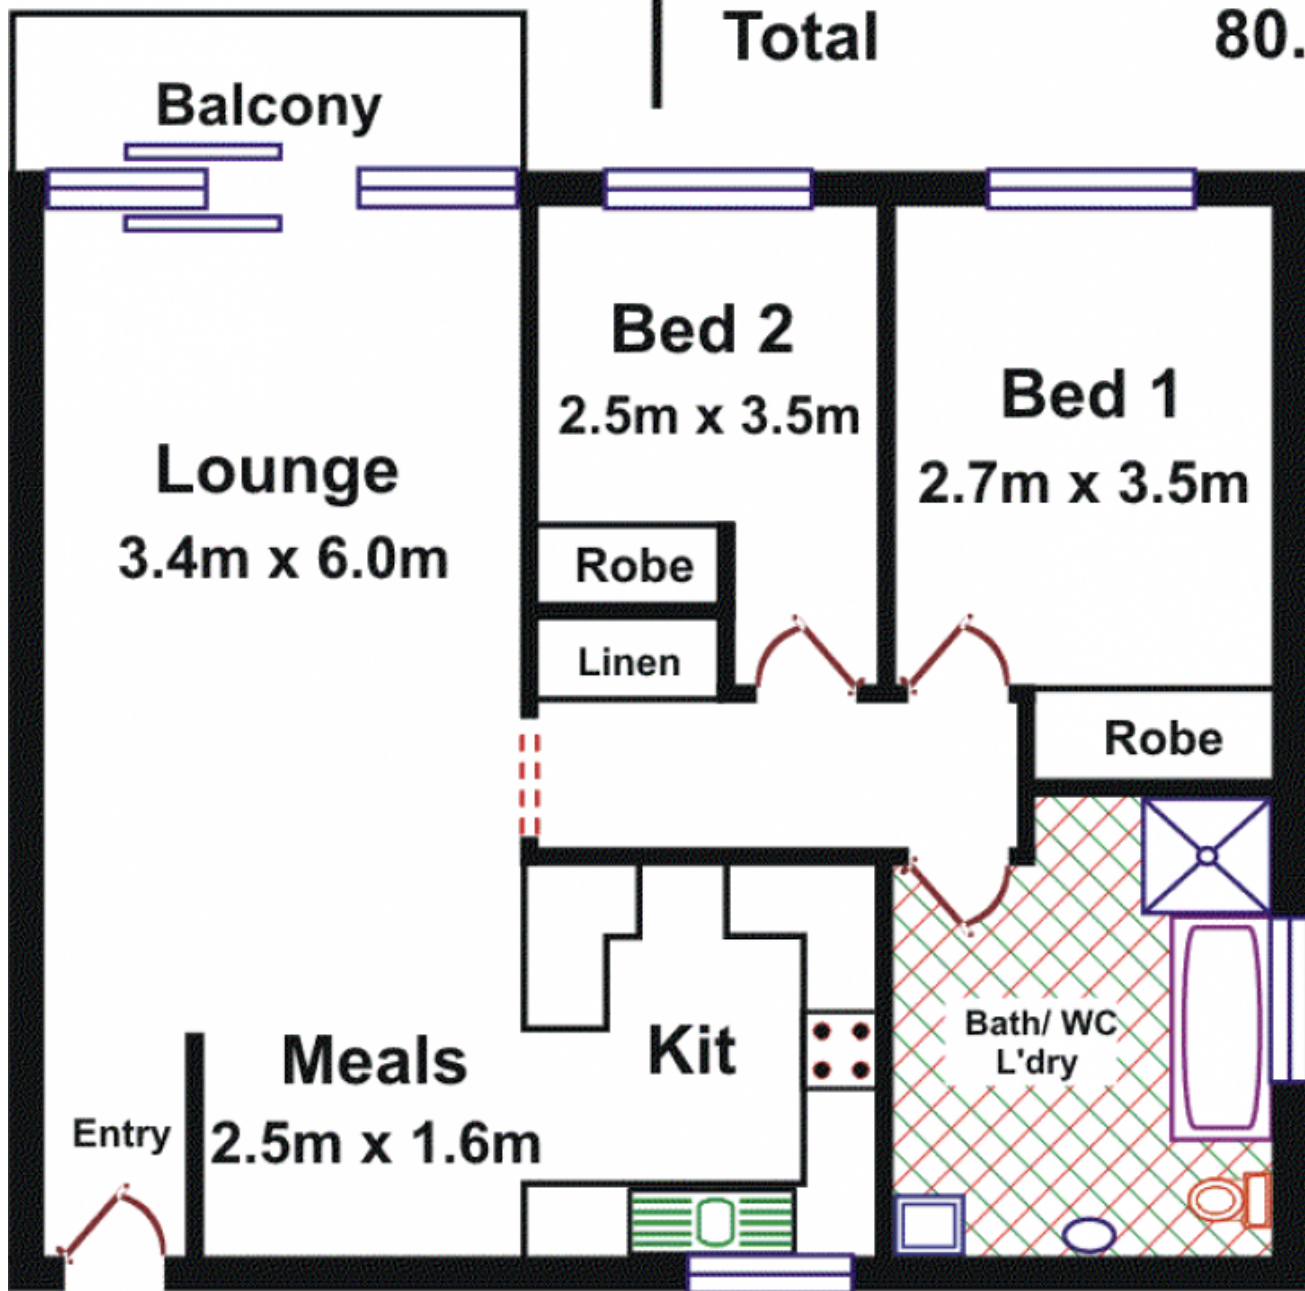 Total 80.
Balcony
Bed 2
2.5m x 3.5m
Bed 1
2.7m x 3.5m
Lounge
3.4m x 6.0m
Robe
Linen
Robe
Kit
Meals
2.5m x 1.6m
Entry
Bath/ WC
L'dry